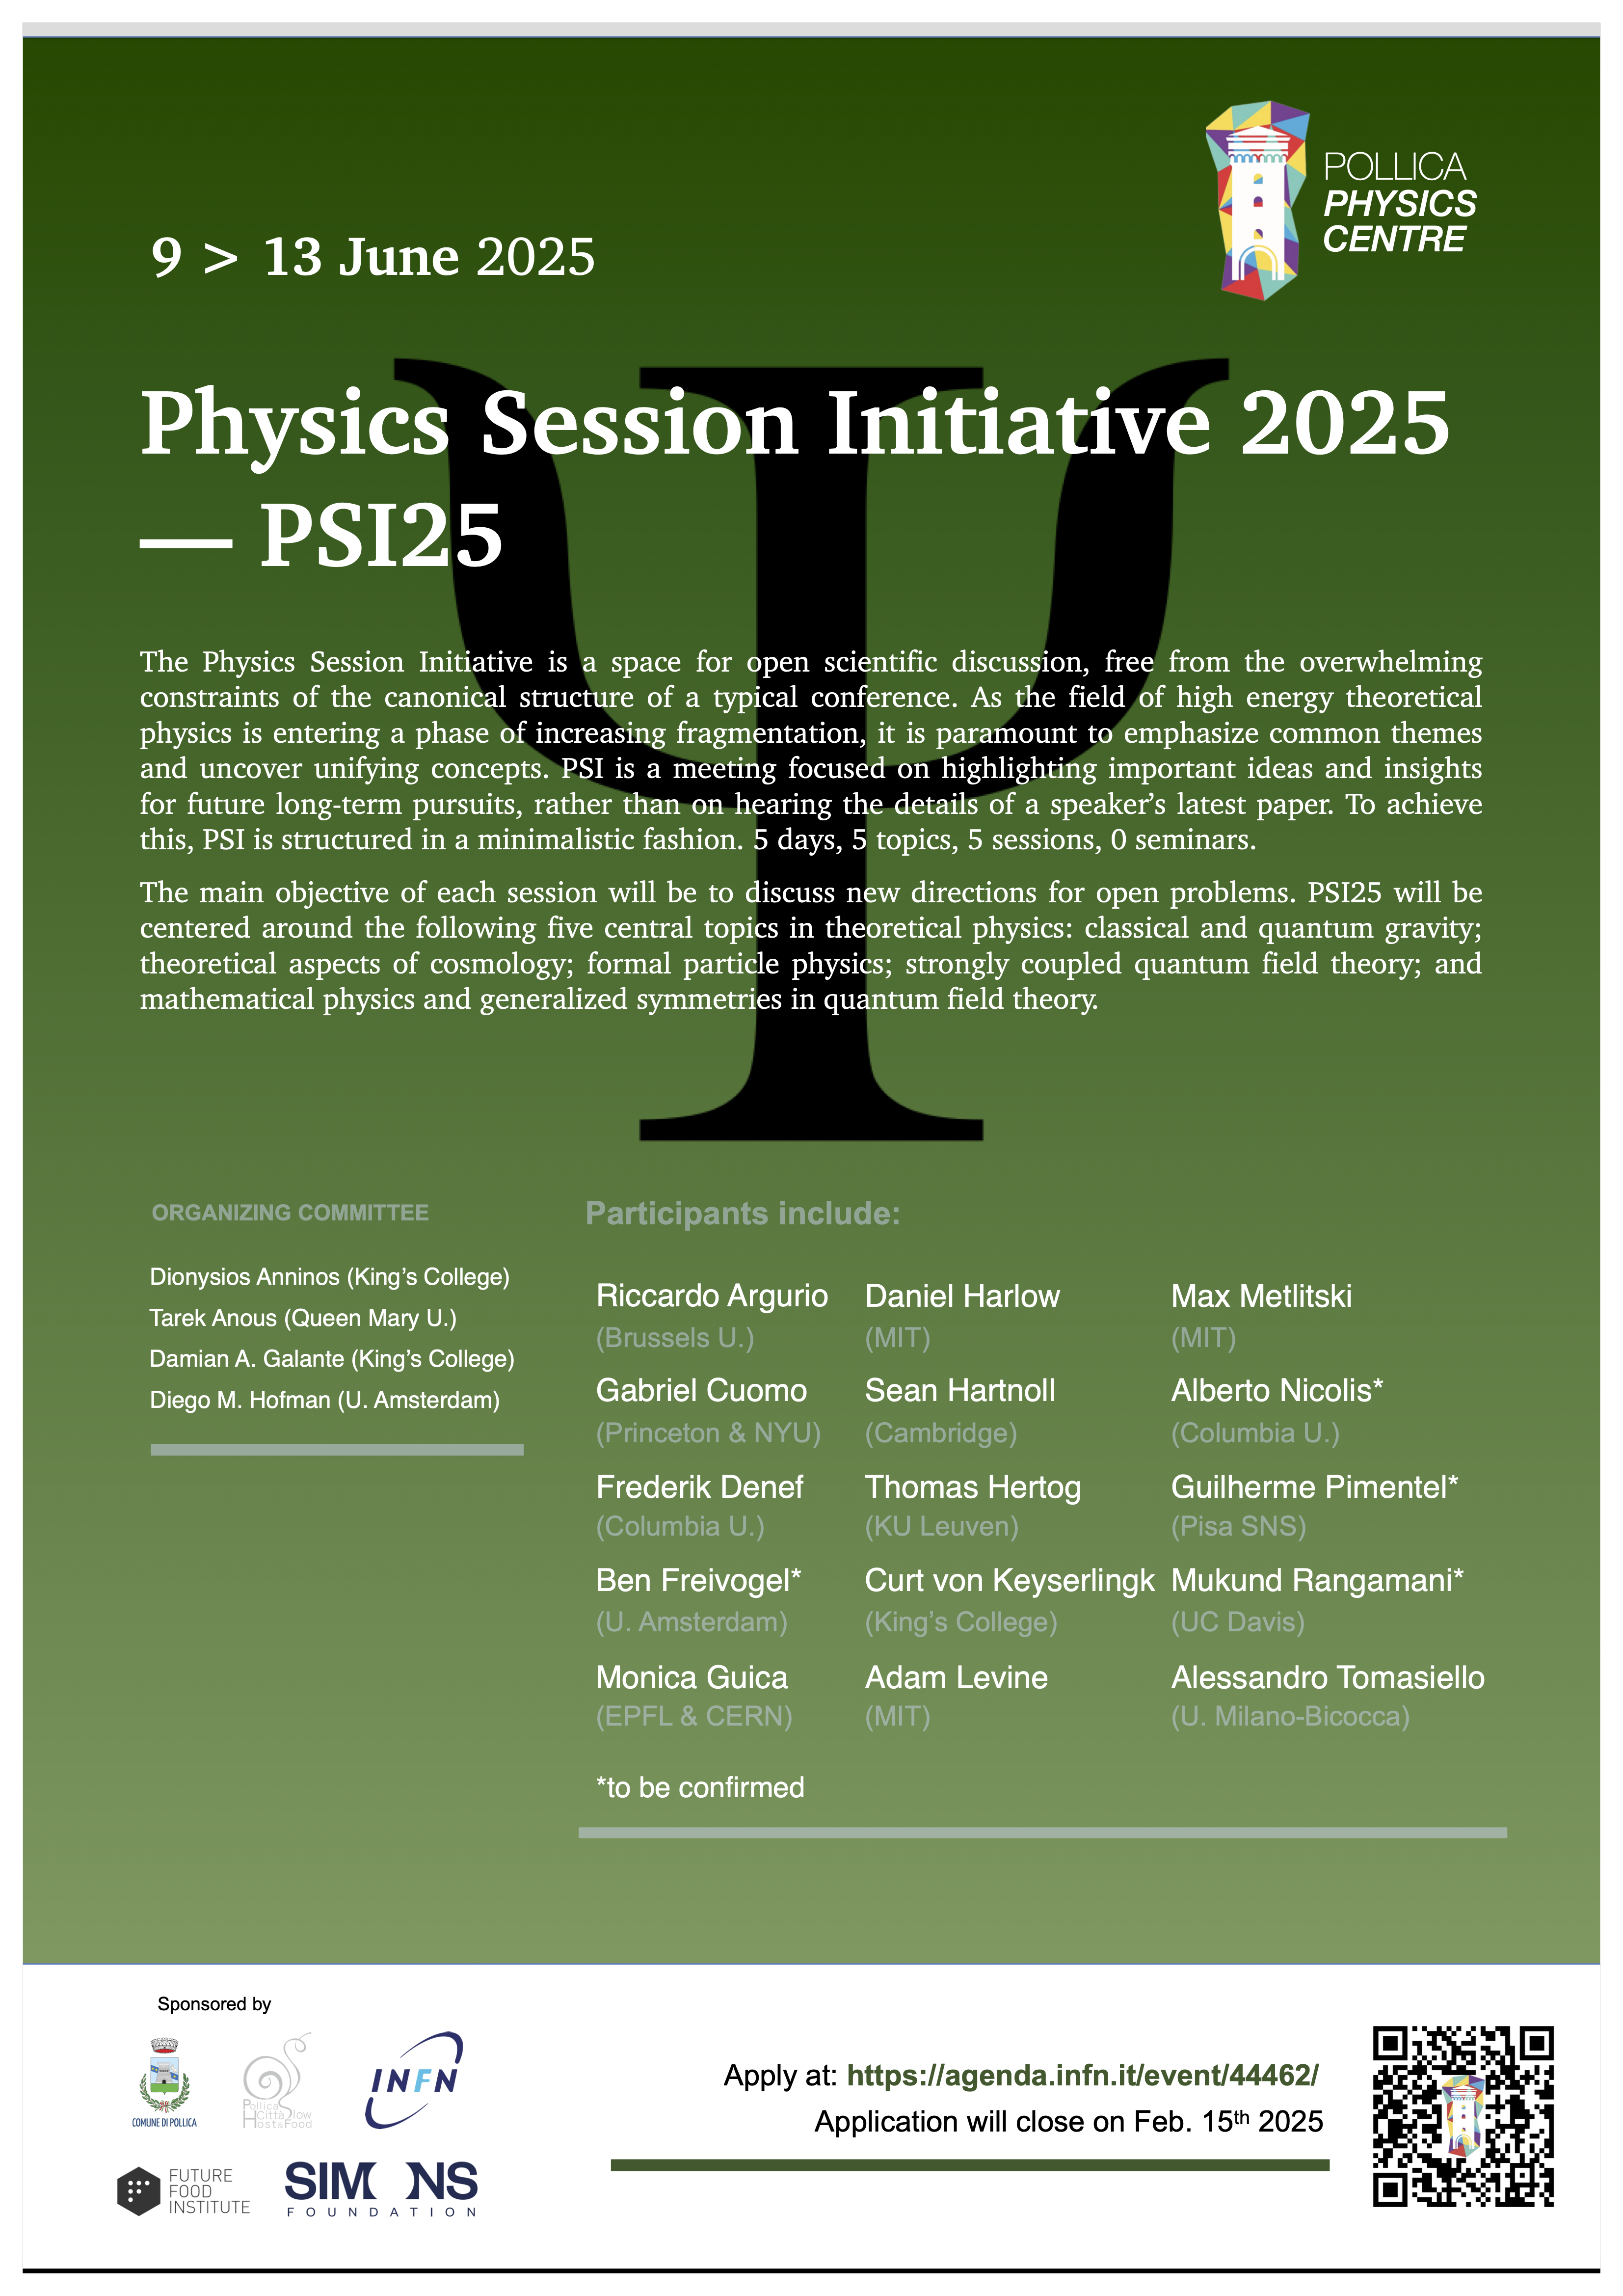 POLLICA
PHYSICS
CENTRE
9 > 13 June 2025
Physics Session Initiative 2025
— PSI25
The Physics Session Initiative is a space for open scientific discussion, free from the overwhelming
constraints of the canonical structure of a typical conference. As the field of high energy theoretical
physics is entering a phase of increasing fragmentation, it is paramount to emphasize common themes
and uncover unifying concepts. PSI is a meeting focused on highlighting important ideas and insights
for future long-term pursuits, rather than on hearing the details of a speaker’s latest paper. To achieve
this, PSI is structured in a minimalistic fashion. 5 days, 5 topics, 5 sessions, 0 seminars.
The main objective of each session will be to discuss new directions for open problems. PSI25 will be
centered around the following five central topics in theoretical physics: classical and quantum gravity;
theoretical aspects of cosmology; formal particle physics; strongly coupled quantum field theory; and
mathematical physics and generalized symmetries in quantum field theory.
Ψ
ORGANIZING COMMITTEE
Dionysios Anninos (King’s College)
Tarek Anous (Queen Mary U.)
Damian A. Galante (King’s College)
Diego M. Hofman (U. Amsterdam)
Participants include:
Riccardo Argurio
(Brussels U.)
Gabriel Cuomo
(Princeton & NYU)
Frederik Denef
(Columbia U.)
Ben Freivogel*
(U. Amsterdam)
Monica Guica
(EPFL & CERN)
Daniel Harlow
(MIT)
Sean Hartnoll
(Cambridge)
Thomas Hertog
(KU Leuven)
Curt von Keyserlingk
(King’s College)
Adam Levine
(MIT)
Max Metlitski
(MIT)
Alberto Nicolis*
(Columbia U.)
Guilherme Pimentel*
(Pisa SNS)
Mukund Rangamani*
(UC Davis)
Alessandro Tomasiello
(U. Milano-Bicocca)
*to be confirmed
Sponsored by
COMUNE DI POLLICA
Pollica
Città Slow
Host&Food
INFN
FUTURE
FOOD
INSTITUTE
SIMONS
FOUNDATION
Apply at: https://agenda.infn.it/event/44462/
Application will close on Feb. 15th 2025